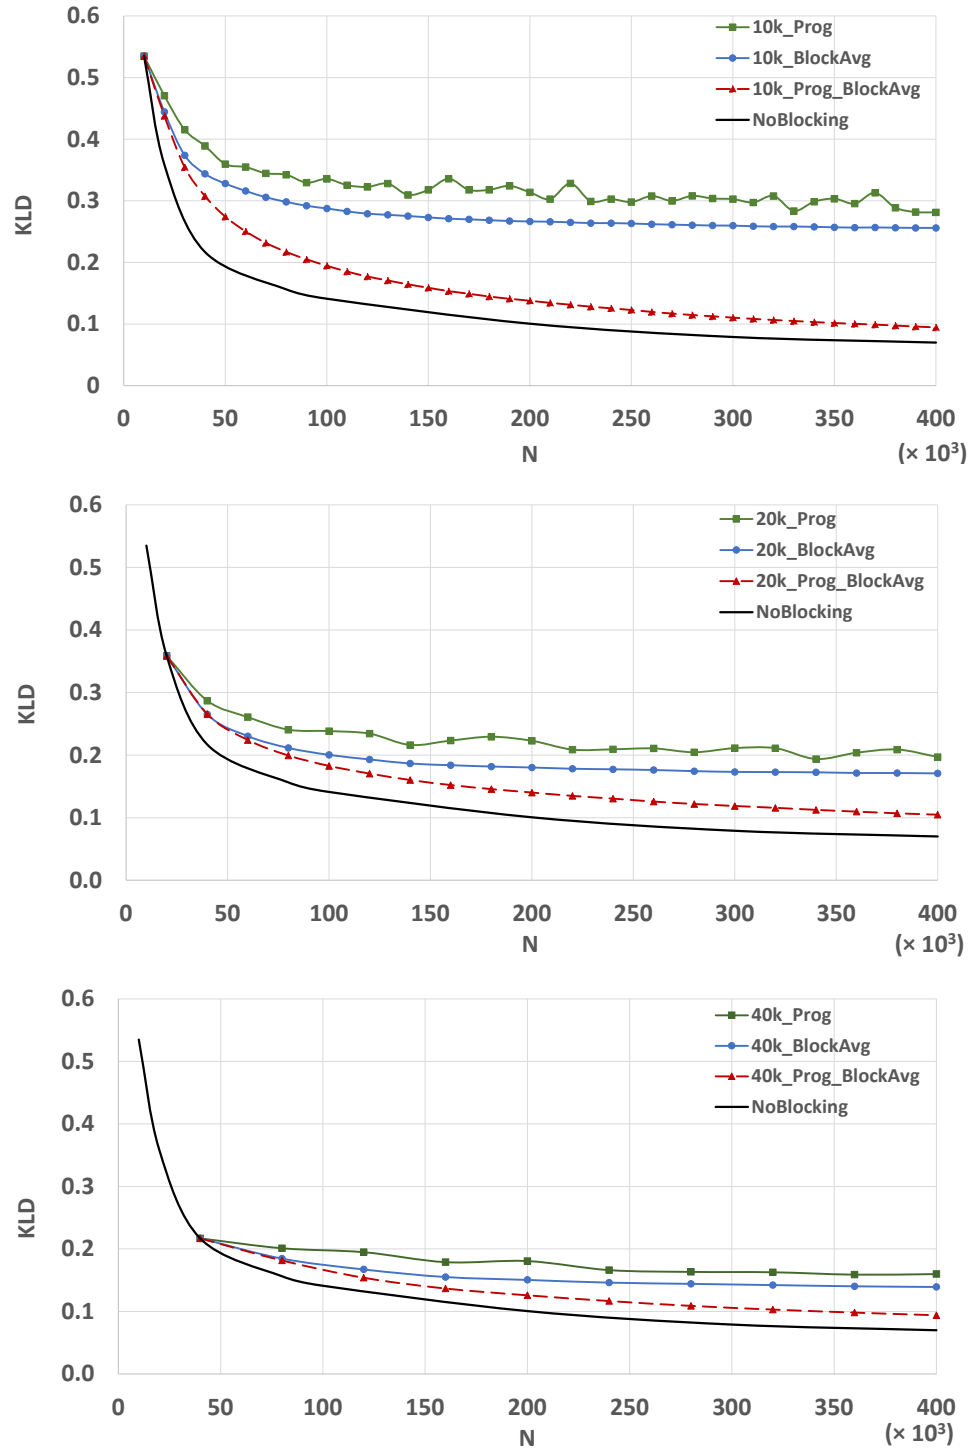 0.6
0.5
0.4
0.3
0.2
0.1
0
KLD
10k_Prog
10k_BlockAvg
10k_Prog_BlockAvg
NoBlocking
0 50 100 150 200 250 300 350 400
N (× 10³)
0.6
0.5
0.4
0.3
0.2
0.1
0.0
KLD
20k_Prog
20k_BlockAvg
20k_Prog_BlockAvg
NoBlocking
0 50 100 150 200 250 300 350 400
N (× 10³)
0.6
0.5
0.4
0.3
0.2
0.1
0.0
KLD
40k_Prog
40k_BlockAvg
40k_Prog_BlockAvg
NoBlocking
0 50 100 150 200 250 300 350 400
N (× 10³)